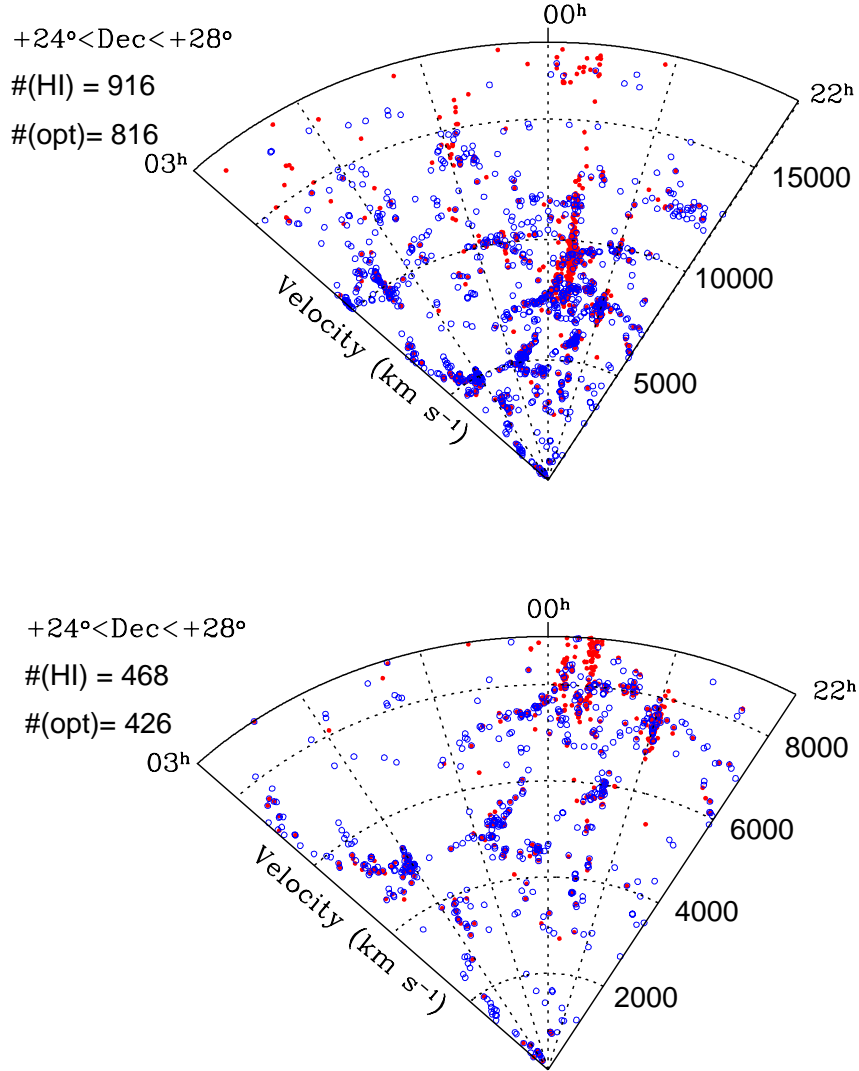 00ʰ
+24°<Dec<+28°
#(HI) = 916
22ʰ
#(opt)= 816
03ʰ
15000
10000
Velocity (km s⁻¹)
5000
00ʰ
+24°<Dec<+28°
#(HI) = 468
22ʰ
#(opt)= 426
8000
03ʰ
6000
Velocity (km s⁻¹)
4000
2000